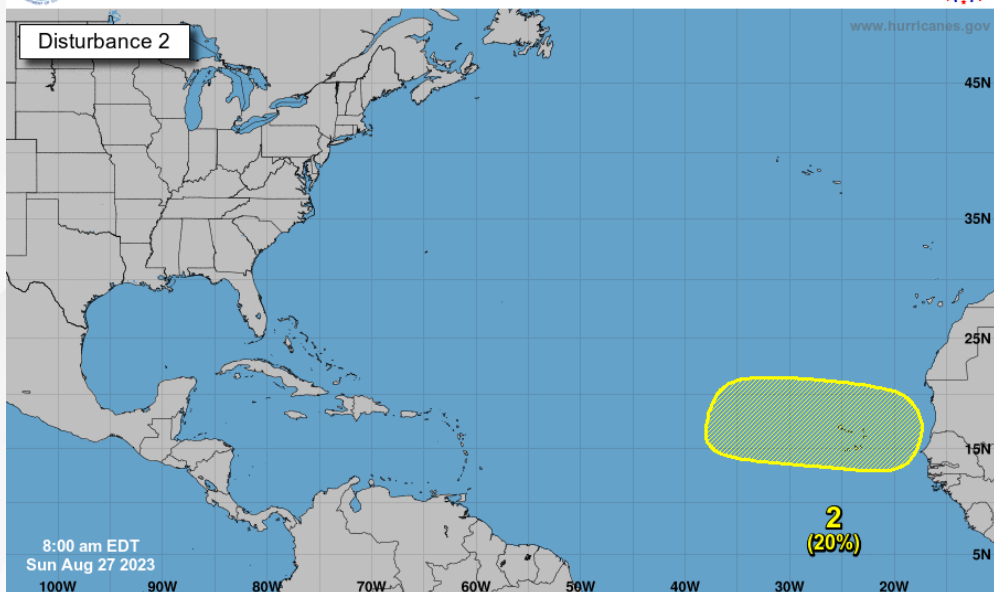 Disturbance 2
www.hurricanes.gov
45N
35N
25N
15N
2
(20%)
5N
8:00 am EDT
Sun Aug 27 2023
100W 90W 80W 70W 60W 50W 40W 30W 20W